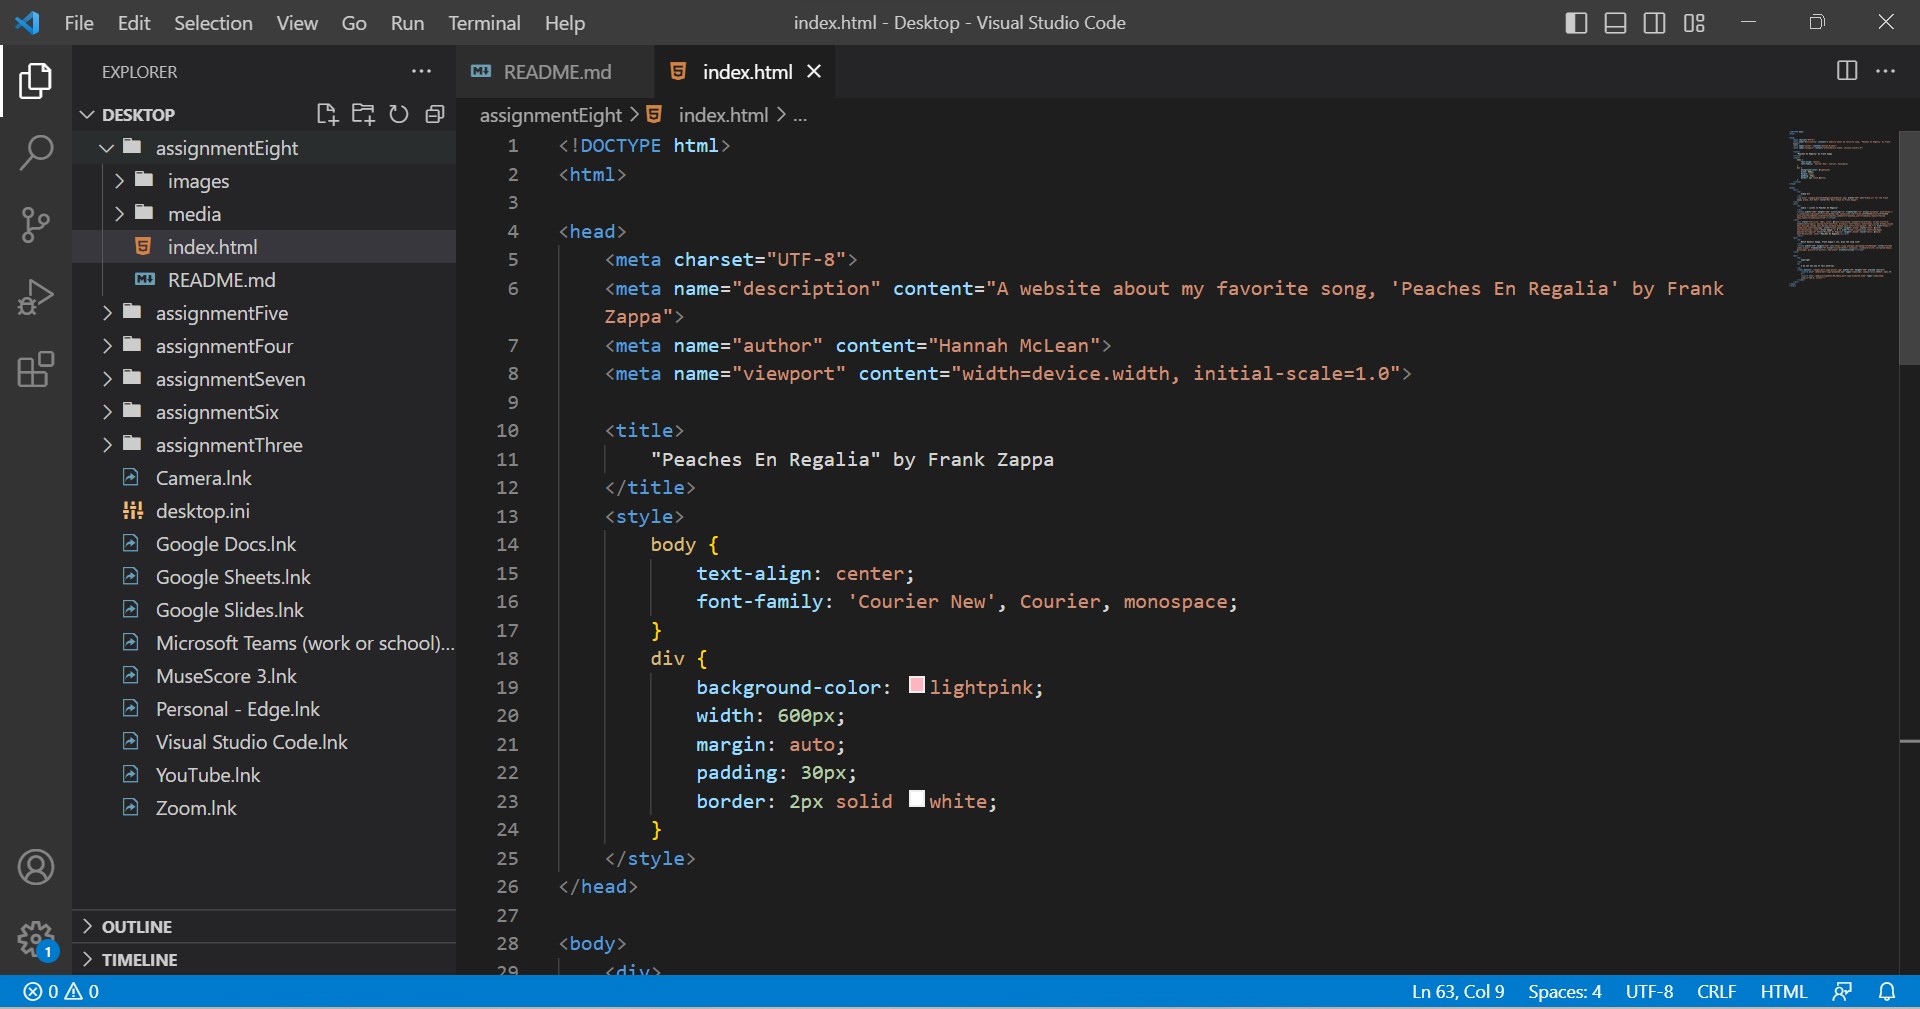 File Edit Selection View Go Run Terminal Help
index.html - Desktop - Visual Studio Code
EXPLORER
DESKTOP
assignmentEight
images
media
index.html
README.md
assignmentFive
assignmentFour
assignmentSeven
assignmentSix
assignmentThree
Camera.lnk
desktop.ini
Google Docs.lnk
Google Sheets.lnk
Google Slides.lnk
Microsoft Teams (work or school)...
MuseScore 3.lnk
Personal - Edge.lnk
Visual Studio Code.lnk
YouTube.lnk
Zoom.lnk
OUTLINE
TIMELINE
1
README.md index.html
assignmentEight > index.html > ...
1 <!DOCTYPE html>
2 <html>
3
4 <head>
5 <meta charset="UTF-8">
6 <meta name="description" content="A website about my favorite song, 'Peaches En Regalia' by Frank
Zappa">
7 <meta name="author" content="Hannah McLean">
8 <meta name="viewport" content="width=device.width, initial-scale=1.0">
9
10 <title>
11 "Peaches En Regalia" by Frank Zappa
12 </title>
13 <style>
14 body {
15 text-align: center;
16 font-family: 'Courier New', Courier, monospace;
17 }
18 div {
19 background-color: lightpink;
20 width: 600px;
21 margin: auto;
22 padding: 30px;
23 border: 2px solid white;
24 }
25 </style>
26 </head>
27
28 <body>
29 <div>
0 0
Ln 63, Col 9 Spaces: 4 UTF-8 CRLF HTML